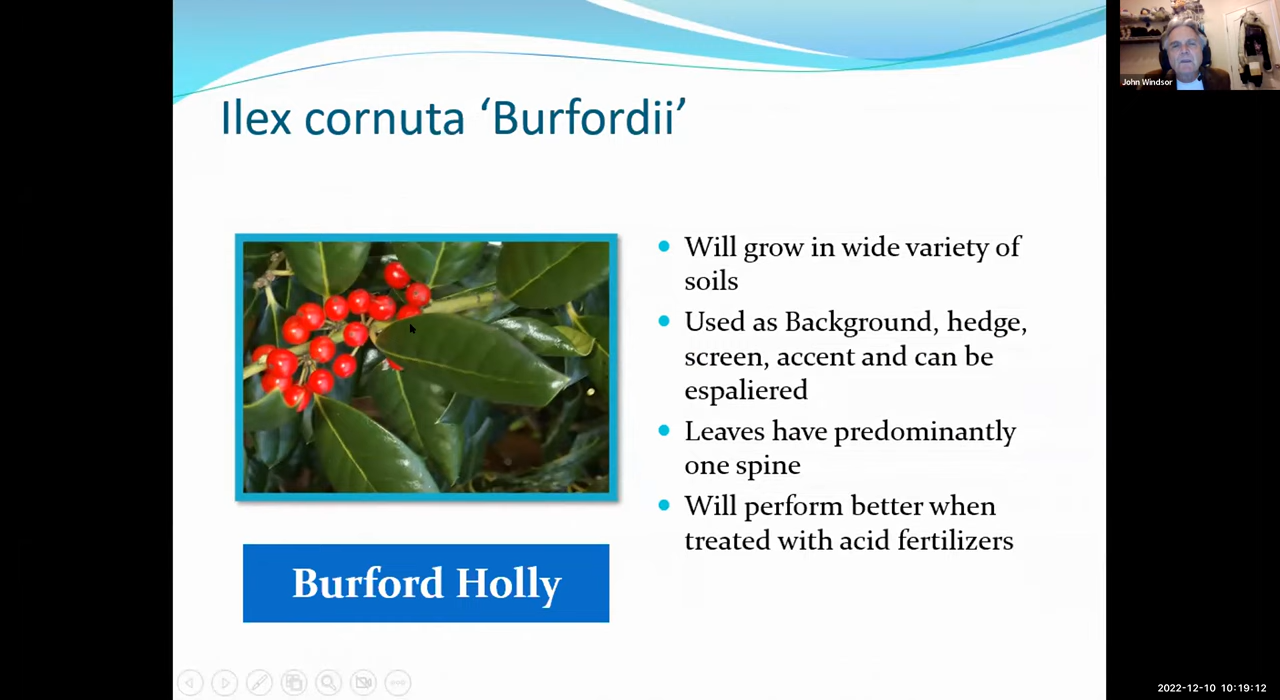 Ilex cornuta ‘Burfordii’
John Windsor
Will grow in wide variety of
soils
Used as Background, hedge,
screen, accent and can be
espaliered
Leaves have predominantly
one spine
Will perform better when
treated with acid fertilizers
Burford Holly
2022-12-10 10:19:12